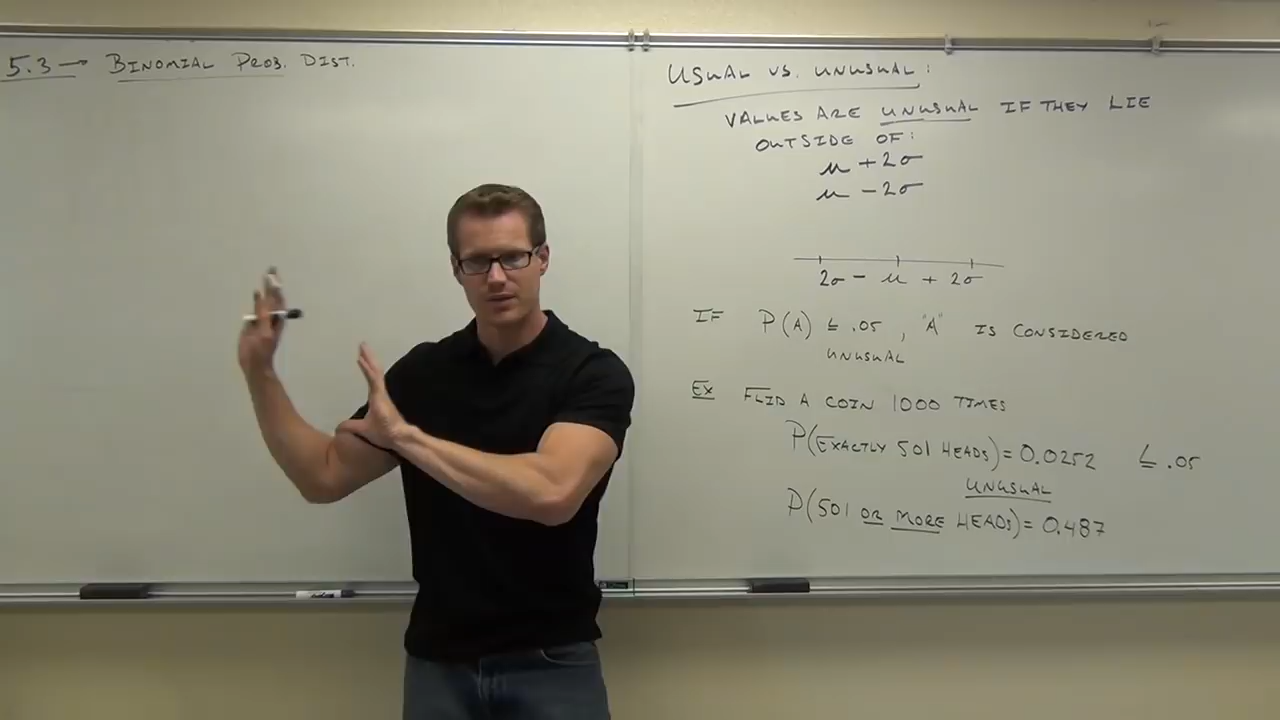 5.3 → BINOMIAL PROB. DIST.
USUAL VS. UNUSUAL:
VALUES ARE UNUSUAL IF THEY LIE
OUTSIDE OF:
μ + 2σ
μ - 2σ
2σ - μ + 2σ
IF P(A) ≤ .05, "A" IS CONSIDERED
UNUSUAL
EX FLIP A COIN 1000 TIMES
P(EXACTLY 501 HEADS) = 0.0252 ≤ .05
UNUSUAL
P(501 OR MORE HEADS) = 0.487